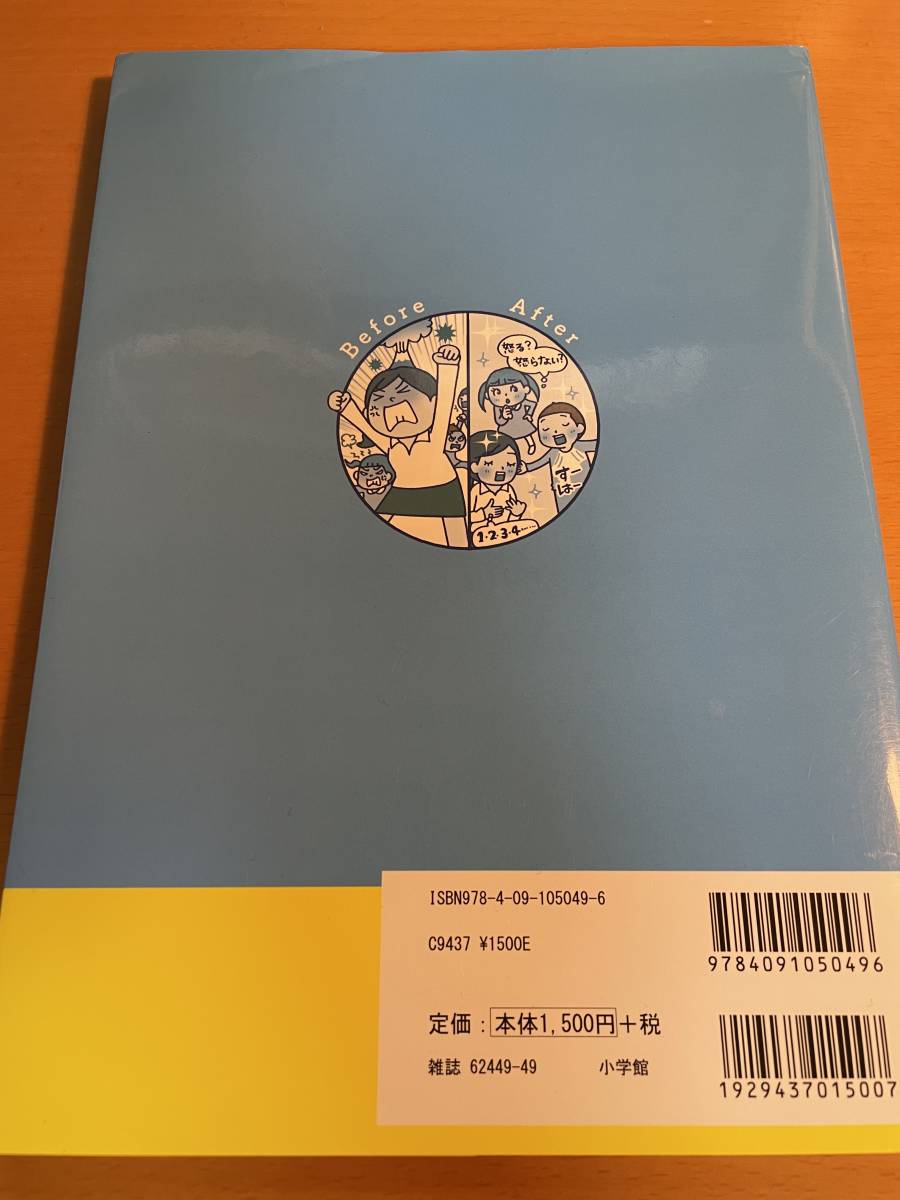 Before
After
怒る?
怒らない?
すー
はー
1・2・3・4……
ISBN978-4-09-105049-6
C9437 ¥1500E
9784091050496
定価：本体1,500円＋税
雑誌 62449-49 小学館
1929437015007